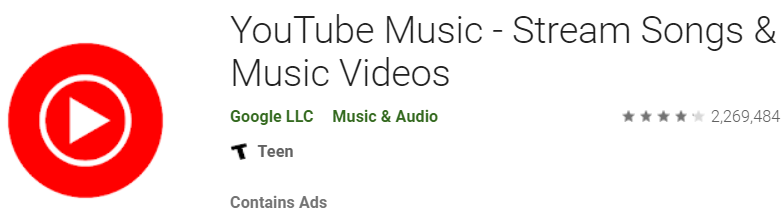 YouTube Music - Stream Songs &
Music Videos
Google LLC Music & Audio 2,269,484
T Teen
Contains Ads